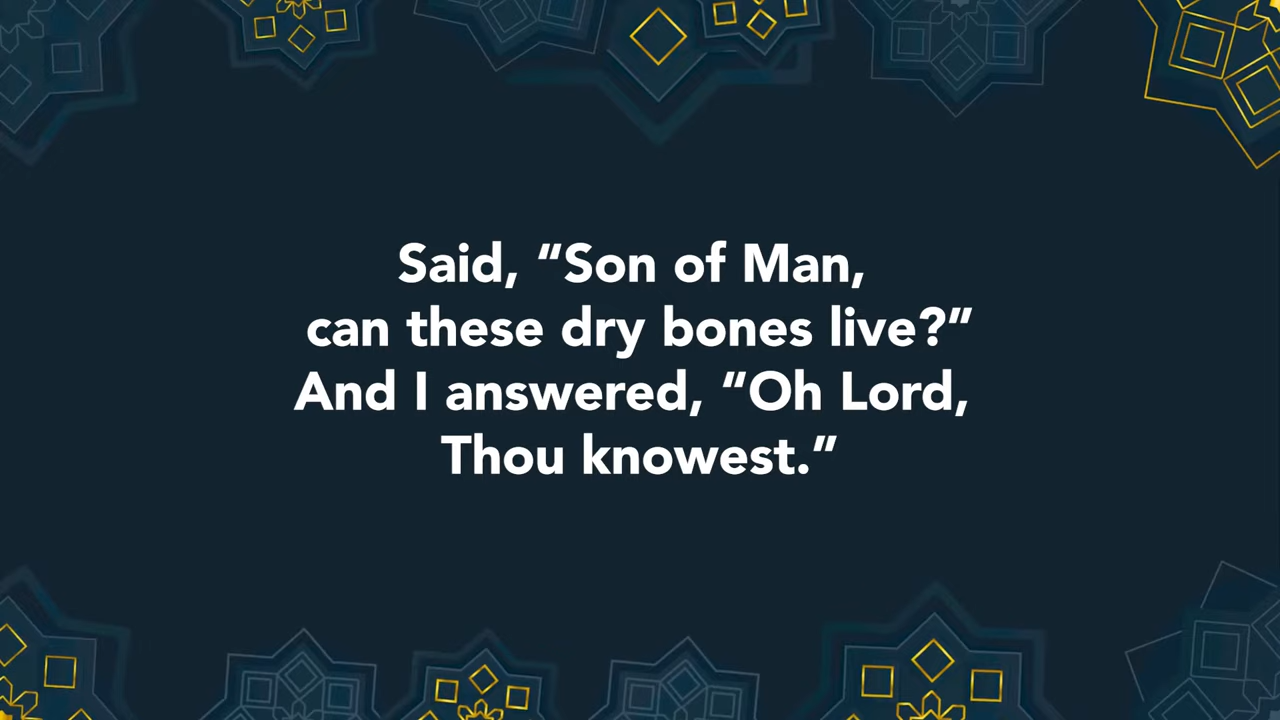 Said, “Son of Man,
can these dry bones live?”
And I answered, “Oh Lord,
Thou knowest.”